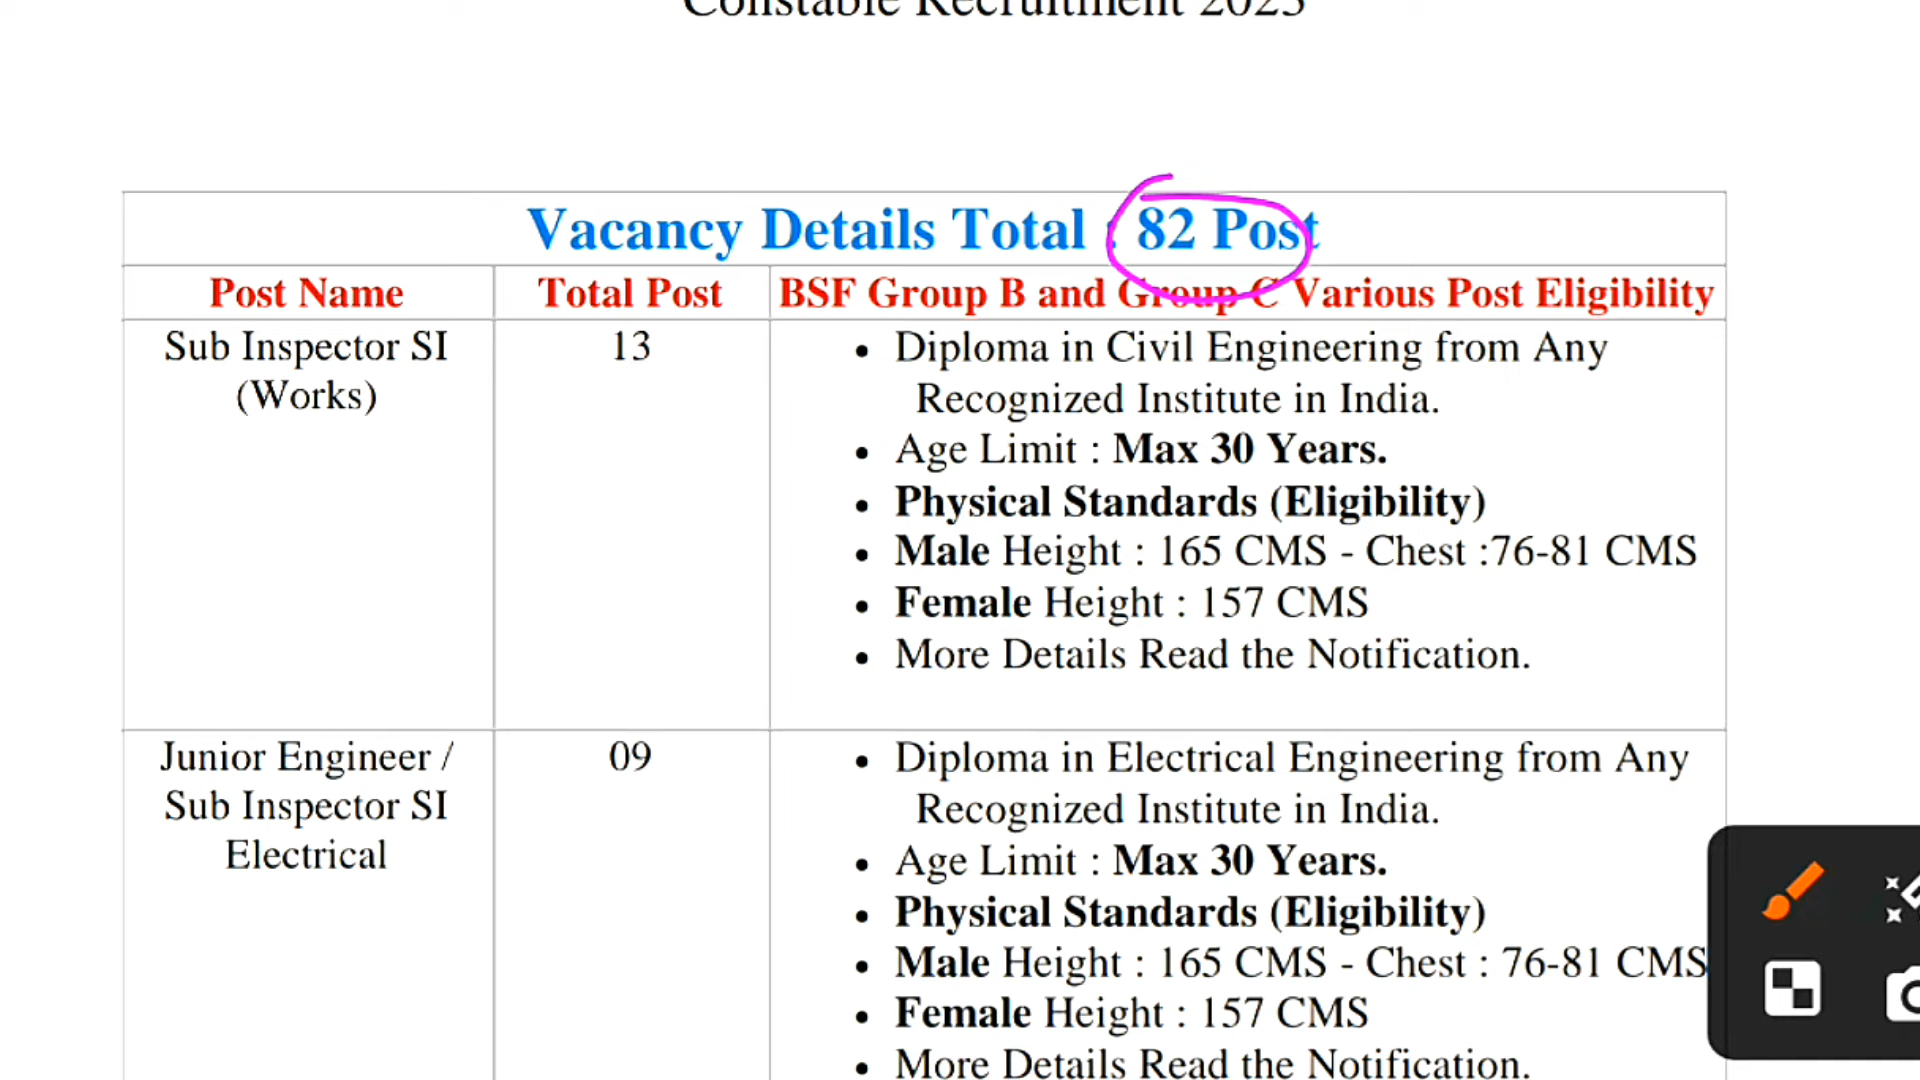 Constable Recruitment 2023
Vacancy Details Total : 82 Post
Post Name Total Post BSF Group B and Group C Various Post Eligibility
Sub Inspector SI
(Works)
13
• Diploma in Civil Engineering from Any
Recognized Institute in India.
• Age Limit : Max 30 Years.
• Physical Standards (Eligibility)
• Male Height : 165 CMS - Chest :76-81 CMS
• Female Height : 157 CMS
• More Details Read the Notification.
Junior Engineer /
Sub Inspector SI
Electrical
09
• Diploma in Electrical Engineering from Any
Recognized Institute in India.
• Age Limit : Max 30 Years.
• Physical Standards (Eligibility)
• Male Height : 165 CMS - Chest : 76-81 CMS
• Female Height : 157 CMS
• More Details Read the Notification.